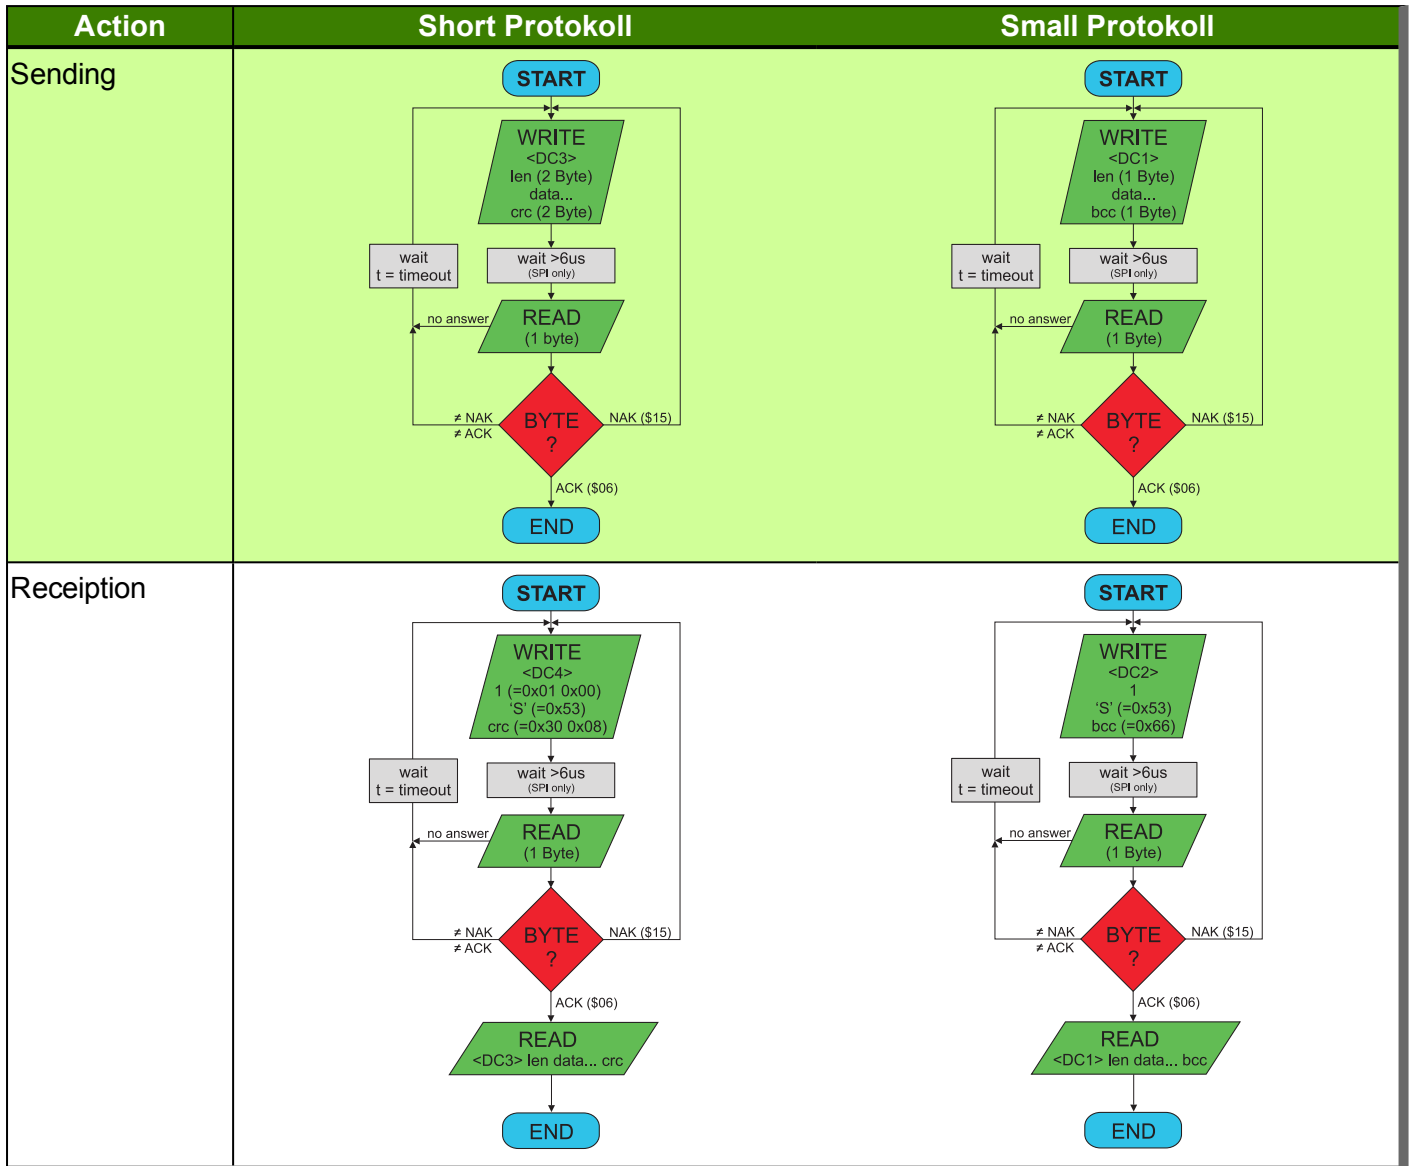 Action
Short Protokoll
Small Protokoll
Sending
START
WRITE
<DC3>
len (2 Byte)
data...
crc (2 Byte)
wait
t = timeout
wait >6us
(SPI only)
no answer
READ
(1 byte)
≠ NAK
≠ ACK
BYTE
?
NAK ($15)
ACK ($06)
END
START
WRITE
<DC1>
len (1 Byte)
data...
bcc (1 Byte)
wait
t = timeout
wait >6us
(SPI only)
no answer
READ
(1 Byte)
≠ NAK
≠ ACK
BYTE
?
NAK ($15)
ACK ($06)
END
Receiption
START
WRITE
<DC4>
1 (=0x01 0x00)
‘S’ (=0x53)
crc (=0x30 0x08)
wait
t = timeout
wait >6us
(SPI only)
no answer
READ
(1 Byte)
≠ NAK
≠ ACK
BYTE
?
NAK ($15)
ACK ($06)
READ
<DC3> len data... crc
END
START
WRITE
<DC2>
1
‘S’ (=0x53)
bcc (=0x66)
wait
t = timeout
wait >6us
(SPI only)
no answer
READ
(1 Byte)
≠ NAK
≠ ACK
BYTE
?
NAK ($15)
ACK ($06)
READ
<DC1> len data... bcc
END